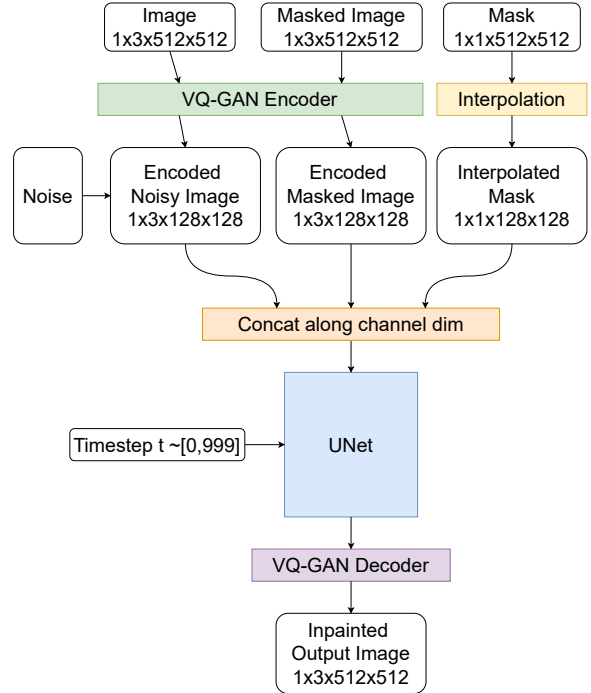 Image
1x3x512x512
Masked Image
1x3x512x512
Mask
1x1x512x512
VQ-GAN Encoder
Interpolation
Noise
Encoded
Noisy Image
1x3x128x128
Encoded
Masked Image
1x3x128x128
Interpolated
Mask
1x1x128x128
Concat along channel dim
Timestep t ~[0,999]
UNet
VQ-GAN Decoder
Inpainted
Output Image
1x3x512x512